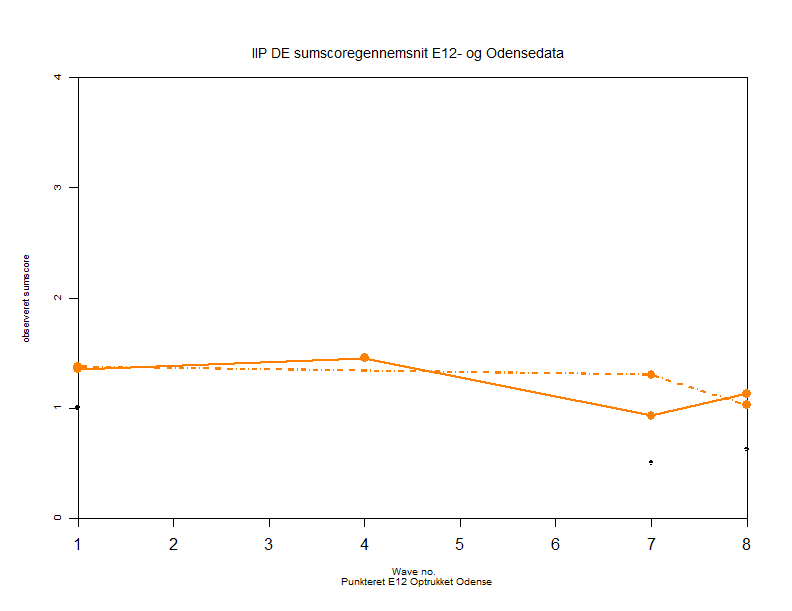 IIP DE sumscoregennemsnit E12- og Odensedata
4
3
2
1
0
observeret sumscore
1 2 3 4 5 6 7 8
Wave no.
Punkteret E12 Optrukket Odense